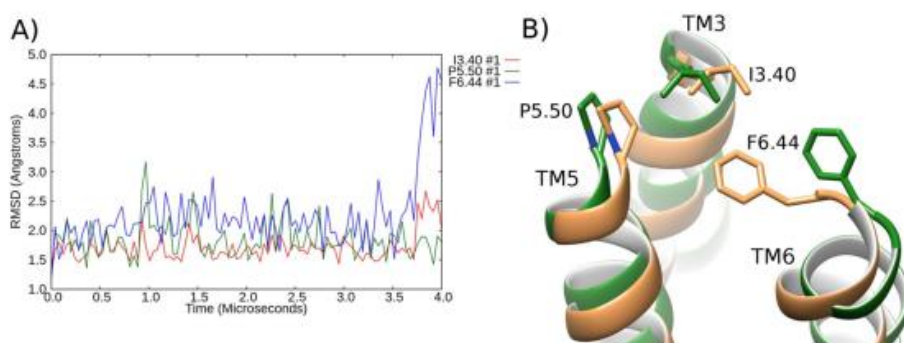 A)
I3.40 #1
P5.50 #1
F6.44 #1
5.0
4.5
4.0
3.5
3.0
2.5
2.0
1.5
1.0
RMSD (Angstroms)
0.0 0.5 1.0 1.5 2.0 2.5 3.0 3.5 4.0
Time (Microseconds)
B)
TM3
I3.40
P5.50
F6.44
TM5
TM6